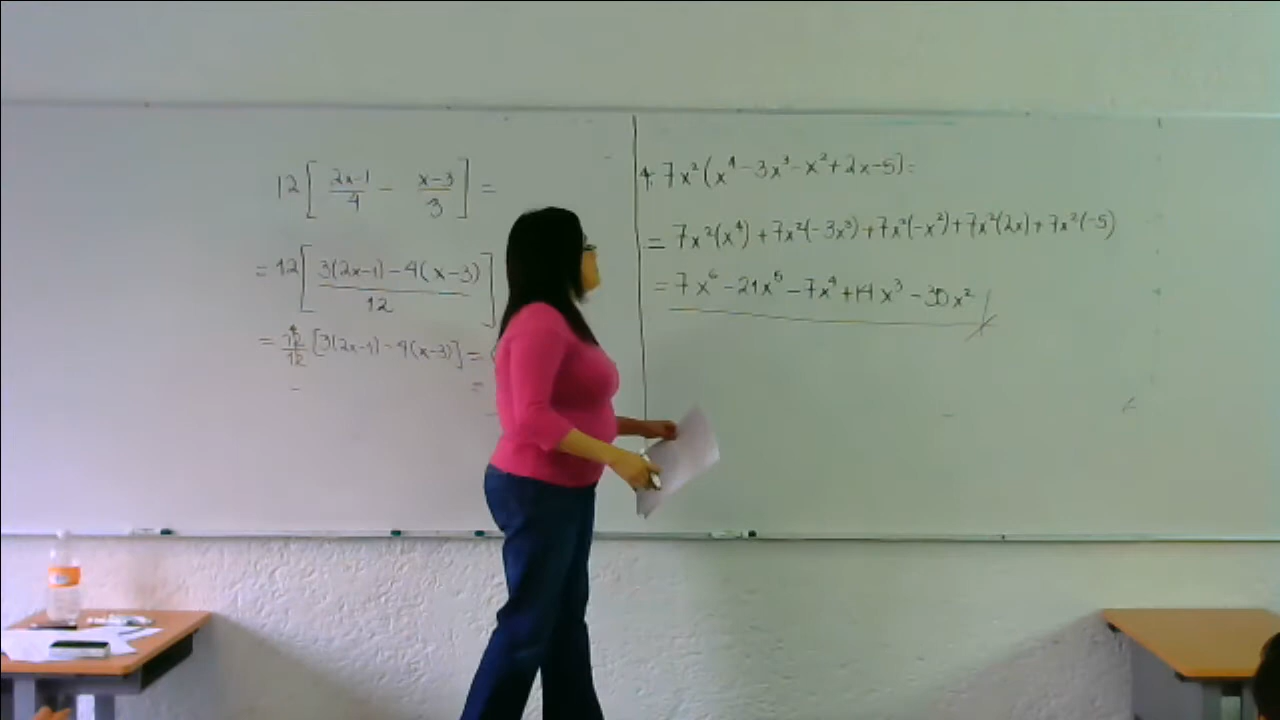 12[ (2x-1)/4 - (x-3)/3 ] =
= 12[ (3(2x-1)-4(x-3))/12 ]
= 12/12 [3(2x-1)-4(x-3)] =
=
4. 7x²(x⁴-3x³-x²+2x-5)=
= 7x²(x⁴)+7x²(-3x³)+7x²(-x²)+7x²(2x)+7x²(-5)
= 7x⁶-21x⁵-7x⁴+14x³-35x²